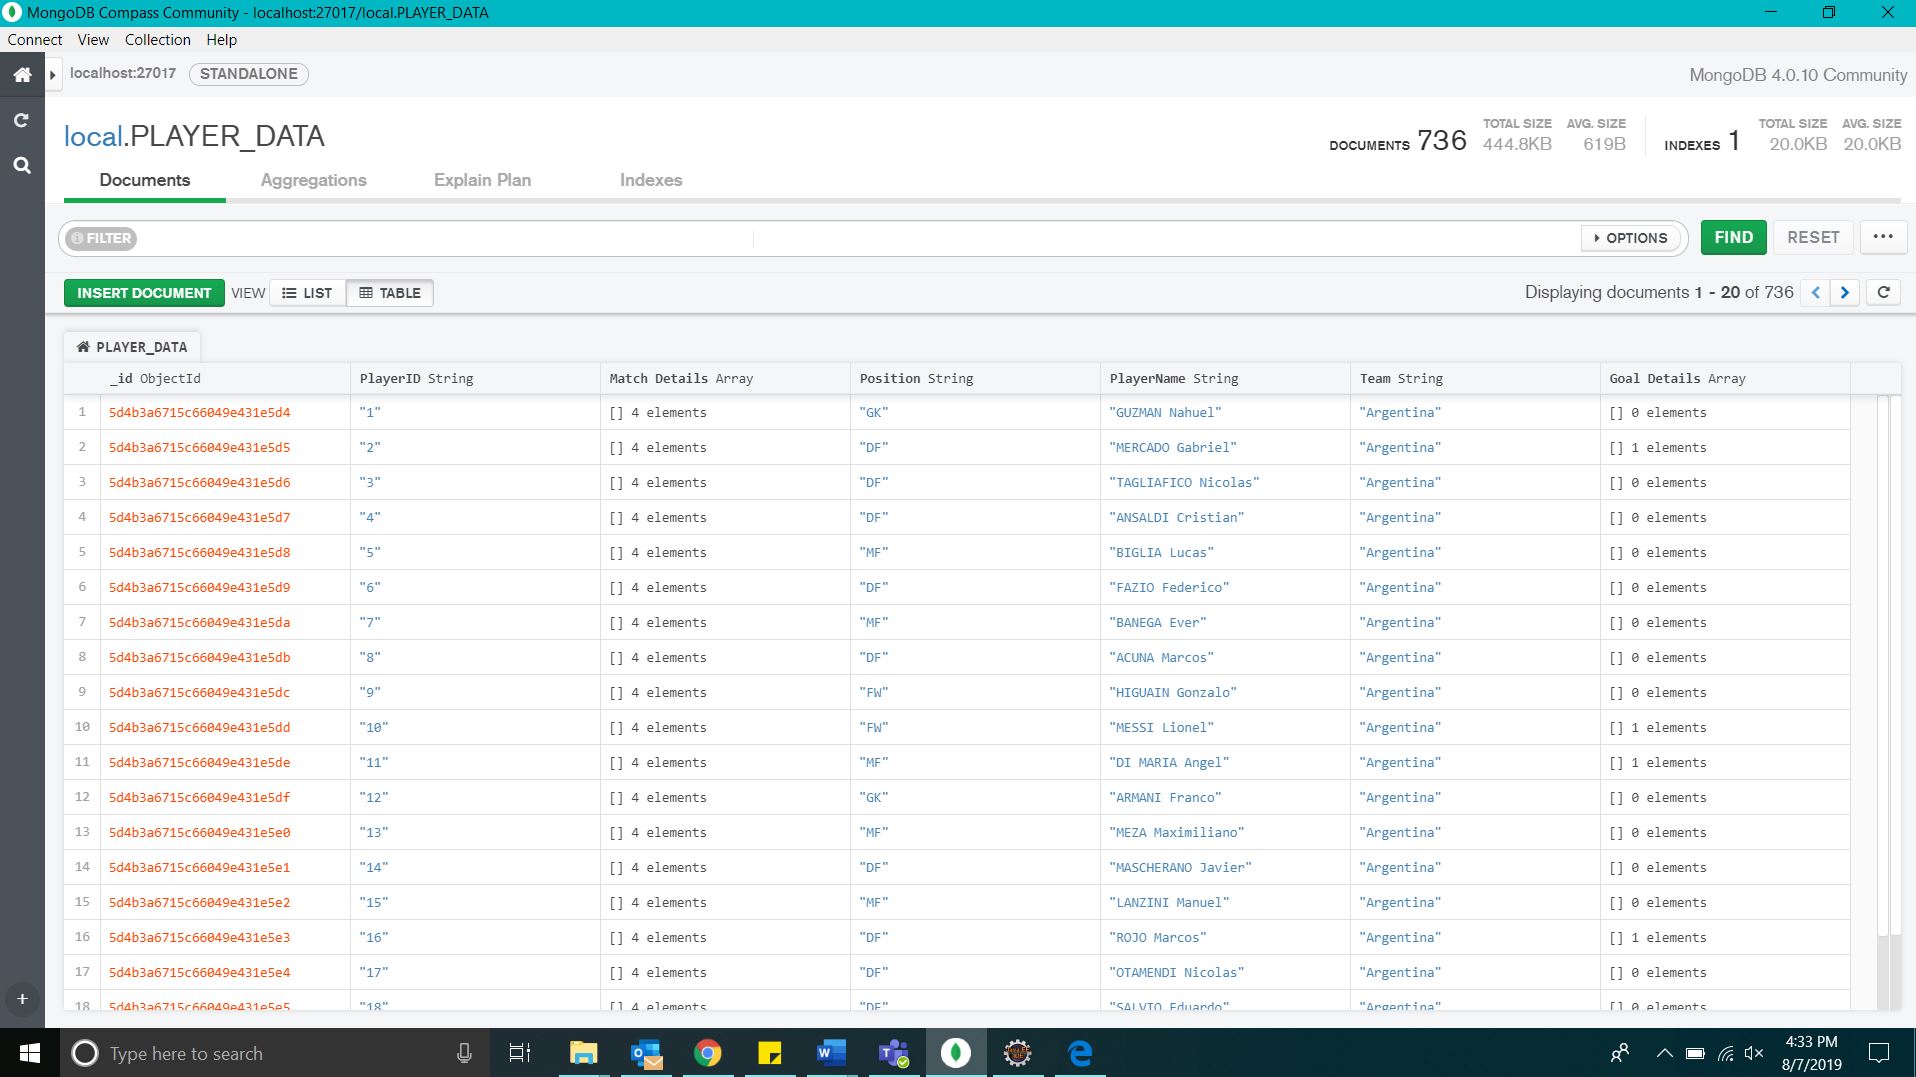 MongoDB Compass Community - localhost:27017/local.PLAYER_DATA
Connect View Collection Help
localhost:27017 STANDALONE MongoDB 4.0.10 Community
local.PLAYER_DATA
DOCUMENTS 736 TOTAL SIZE 444.8KB AVG. SIZE 619B INDEXES 1 TOTAL SIZE 20.0KB AVG. SIZE 20.0KB
Documents Aggregations Explain Plan Indexes
FILTER OPTIONS FIND RESET ...
INSERT DOCUMENT VIEW LIST TABLE Displaying documents 1 - 20 of 736
PLAYER_DATA
_id ObjectId PlayerID String Match Details Array Position String PlayerName String Team String Goal Details Array
1 5d4b3a6715c66049e431e5d4 "1" [] 4 elements "GK" "GUZMAN Nahuel" "Argentina" [] 0 elements
2 5d4b3a6715c66049e431e5d5 "2" [] 4 elements "DF" "MERCADO Gabriel" "Argentina" [] 1 elements
3 5d4b3a6715c66049e431e5d6 "3" [] 4 elements "DF" "TAGLIAFICO Nicolas" "Argentina" [] 0 elements
4 5d4b3a6715c66049e431e5d7 "4" [] 4 elements "DF" "ANSALDI Cristian" "Argentina" [] 0 elements
5 5d4b3a6715c66049e431e5d8 "5" [] 4 elements "MF" "BIGLIA Lucas" "Argentina" [] 0 elements
6 5d4b3a6715c66049e431e5d9 "6" [] 4 elements "DF" "FAZIO Federico" "Argentina" [] 0 elements
7 5d4b3a6715c66049e431e5da "7" [] 4 elements "MF" "BANEGA Ever" "Argentina" [] 0 elements
8 5d4b3a6715c66049e431e5db "8" [] 4 elements "DF" "ACUNA Marcos" "Argentina" [] 0 elements
9 5d4b3a6715c66049e431e5dc "9" [] 4 elements "FW" "HIGUAIN Gonzalo" "Argentina" [] 0 elements
10 5d4b3a6715c66049e431e5dd "10" [] 4 elements "FW" "MESSI Lionel" "Argentina" [] 1 elements
11 5d4b3a6715c66049e431e5de "11" [] 4 elements "MF" "DI MARIA Angel" "Argentina" [] 1 elements
12 5d4b3a6715c66049e431e5df "12" [] 4 elements "GK" "ARMANI Franco" "Argentina" [] 0 elements
13 5d4b3a6715c66049e431e5e0 "13" [] 4 elements "MF" "MEZA Maximiliano" "Argentina" [] 0 elements
14 5d4b3a6715c66049e431e5e1 "14" [] 4 elements "DF" "MASCHERANO Javier" "Argentina" [] 0 elements
15 5d4b3a6715c66049e431e5e2 "15" [] 4 elements "MF" "LANZINI Manuel" "Argentina" [] 0 elements
16 5d4b3a6715c66049e431e5e3 "16" [] 4 elements "DF" "ROJO Marcos" "Argentina" [] 1 elements
17 5d4b3a6715c66049e431e5e4 "17" [] 4 elements "DF" "OTAMENDI Nicolas" "Argentina" [] 0 elements
18 5d4b3a6715c66049e431e5e5 "18" [] 4 elements "DF" "SALVIO Eduardo" "Argentina" [] 0 elements
Type here to search
4:33 PM
8/7/2019